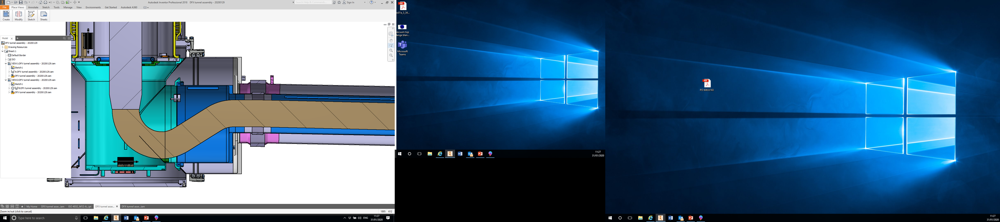 Autodesk Inventor Professional 2018 DFX tunnel assembly - 20200129
Search Help & Commands...
Sign In
File Place Views Annotate Sketch Tools Manage View Environments Get Started Autodesk A360
Create Modify Sketch Sheets
Model
DFX tunnel assembly - 20200129
Drawing Resources
Sheet:1
Default Border
ISO
VIEW1:DFX tunnel assembly - 20200129.iam
Sketch1
A:DFX tunnel assembly - 20200129.iam
DFX tunnel assembly - 20200129.iam
VIEW2:DFX tunnel assembly - 20200129.iam
Sketch1
B:DFX tunnel assembly - 20200129.iam
DFX tunnel assembly - 20200129.iam
My Home DFX tunnel asse...iam ISO 4032_M12-A...ipt DFX tunnel asse... DFX tunnel asse...iam
Zoom in/out (click to cancel)
1895 612
Type here to search
ENG
11:27
31/01/2020
o01a_3_34...
Vacuum top
lange blan...
Microsoft
Teams
11:27
31/01/2020
PDF
PO 60833743
11:27
31/01/2020